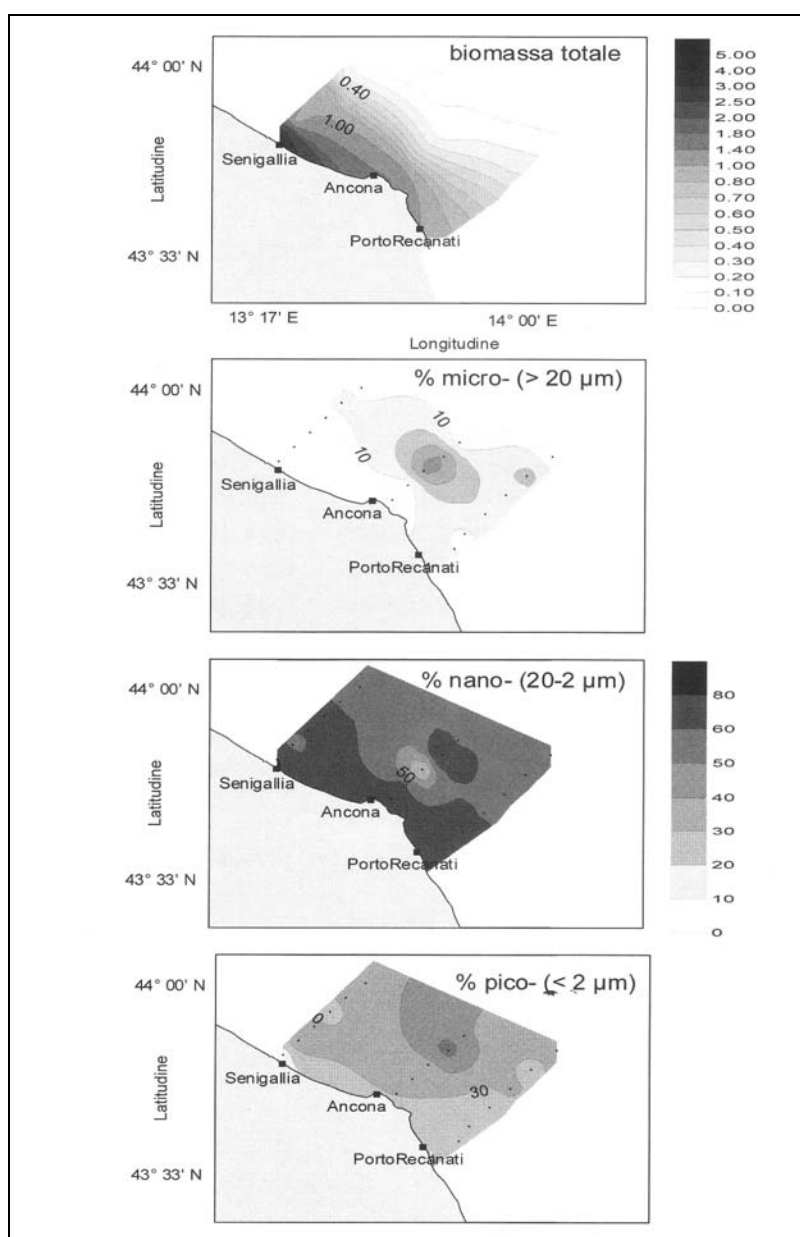 biomassa totale
44° 00' N
0.40
1.00
Latitudine
Senigallia
Ancona
PortoRecanati
43° 33' N
13° 17' E
14° 00' E
Longitudine
5.00
4.00
3.00
2.50
2.00
1.80
1.40
1.00
0.80
0.70
0.60
0.50
0.40
0.30
0.20
0.10
0.00
% micro- (> 20 µm)
44° 00' N
10
10
Latitudine
Senigallia
Ancona
PortoRecanati
43° 33' N
% nano- (20-2 µm)
44° 00' N
50
Latitudine
Senigallia
Ancona
PortoRecanati
43° 33' N
80
60
50
40
30
20
10
0
% pico- (< 2 µm)
44° 00' N
0
30
Latitudine
Senigallia
Ancona
PortoRecanati
43° 33' N